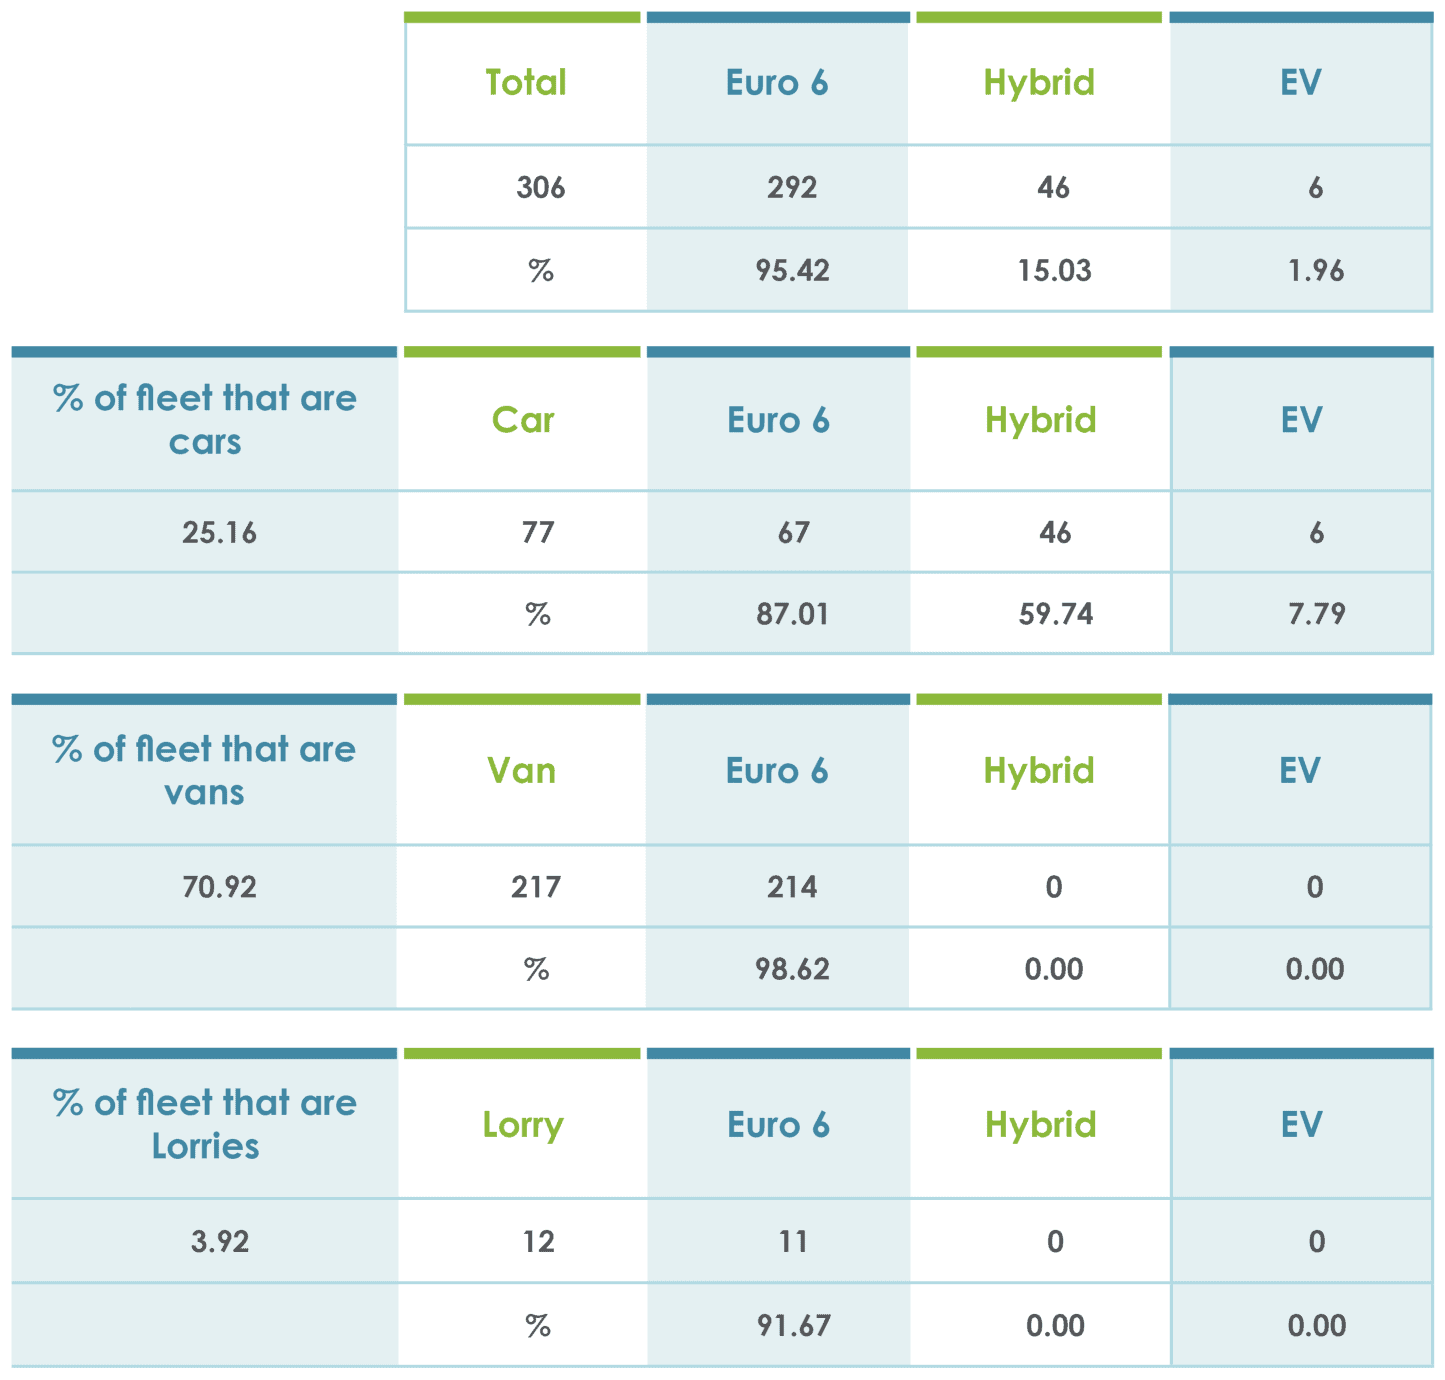 Total Euro 6 Hybrid EV
306 292 46 6
% 95.42 15.03 1.96
% of fleet that are
cars
Car Euro 6 Hybrid EV
25.16 77 67 46 6
% 87.01 59.74 7.79
% of fleet that are
vans
Van Euro 6 Hybrid EV
70.92 217 214 0 0
% 98.62 0.00 0.00
% of fleet that are
Lorries
Lorry Euro 6 Hybrid EV
3.92 12 11 0 0
% 91.67 0.00 0.00